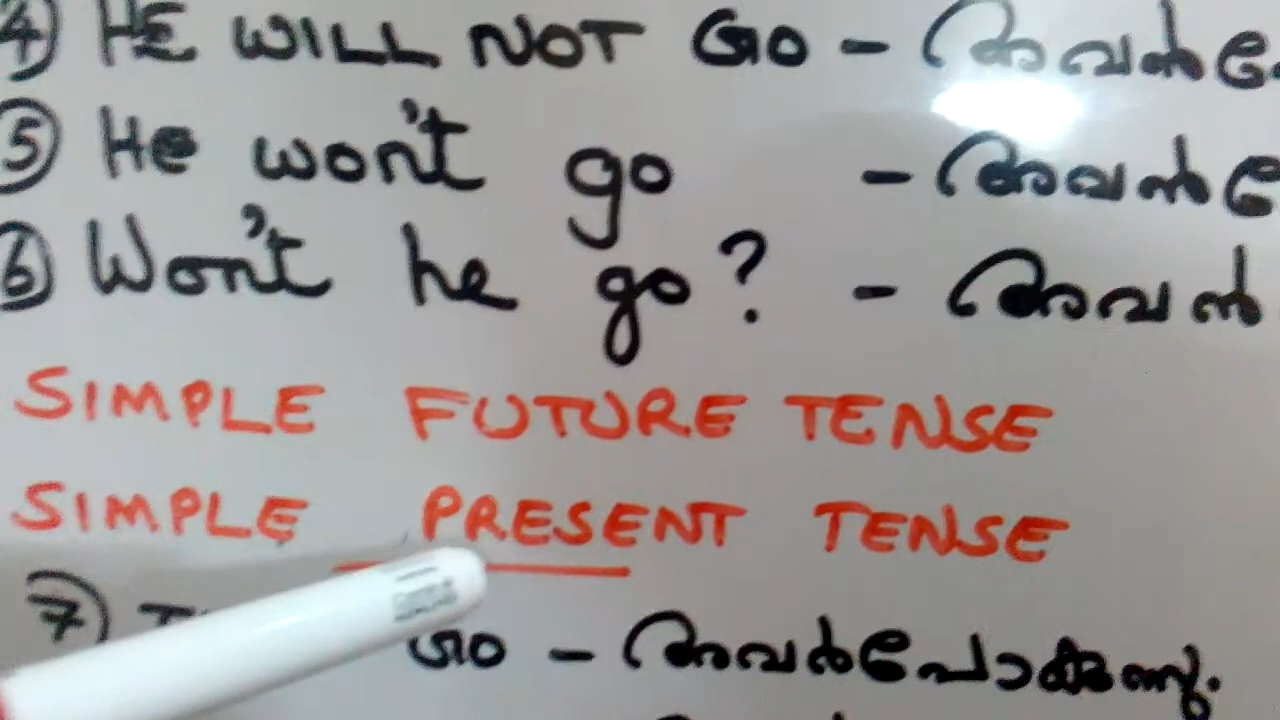 ④ HE WILL NOT GO - അവൻ
⑤ He won't go - അവൻ
⑥ Won't he go? - അവൻ
SIMPLE FUTURE TENSE
SIMPLE PRESENT TENSE
⑦ GO - അവർപോകുന്നു.